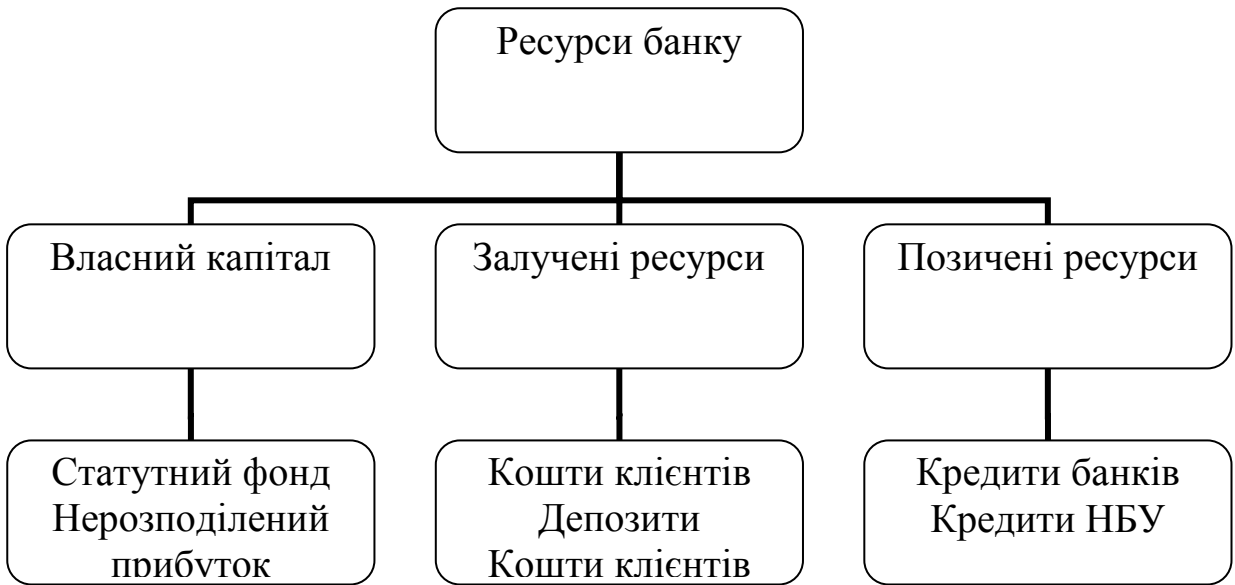 Ресурси банку
Власний капітал
Залучені ресурси
Позичені ресурси
Статутний фонд
Нерозподілений
прибуток
Кошти клієнтів
Депозити
Кошти клієнтів
Кредити банків
Кредити НБУ